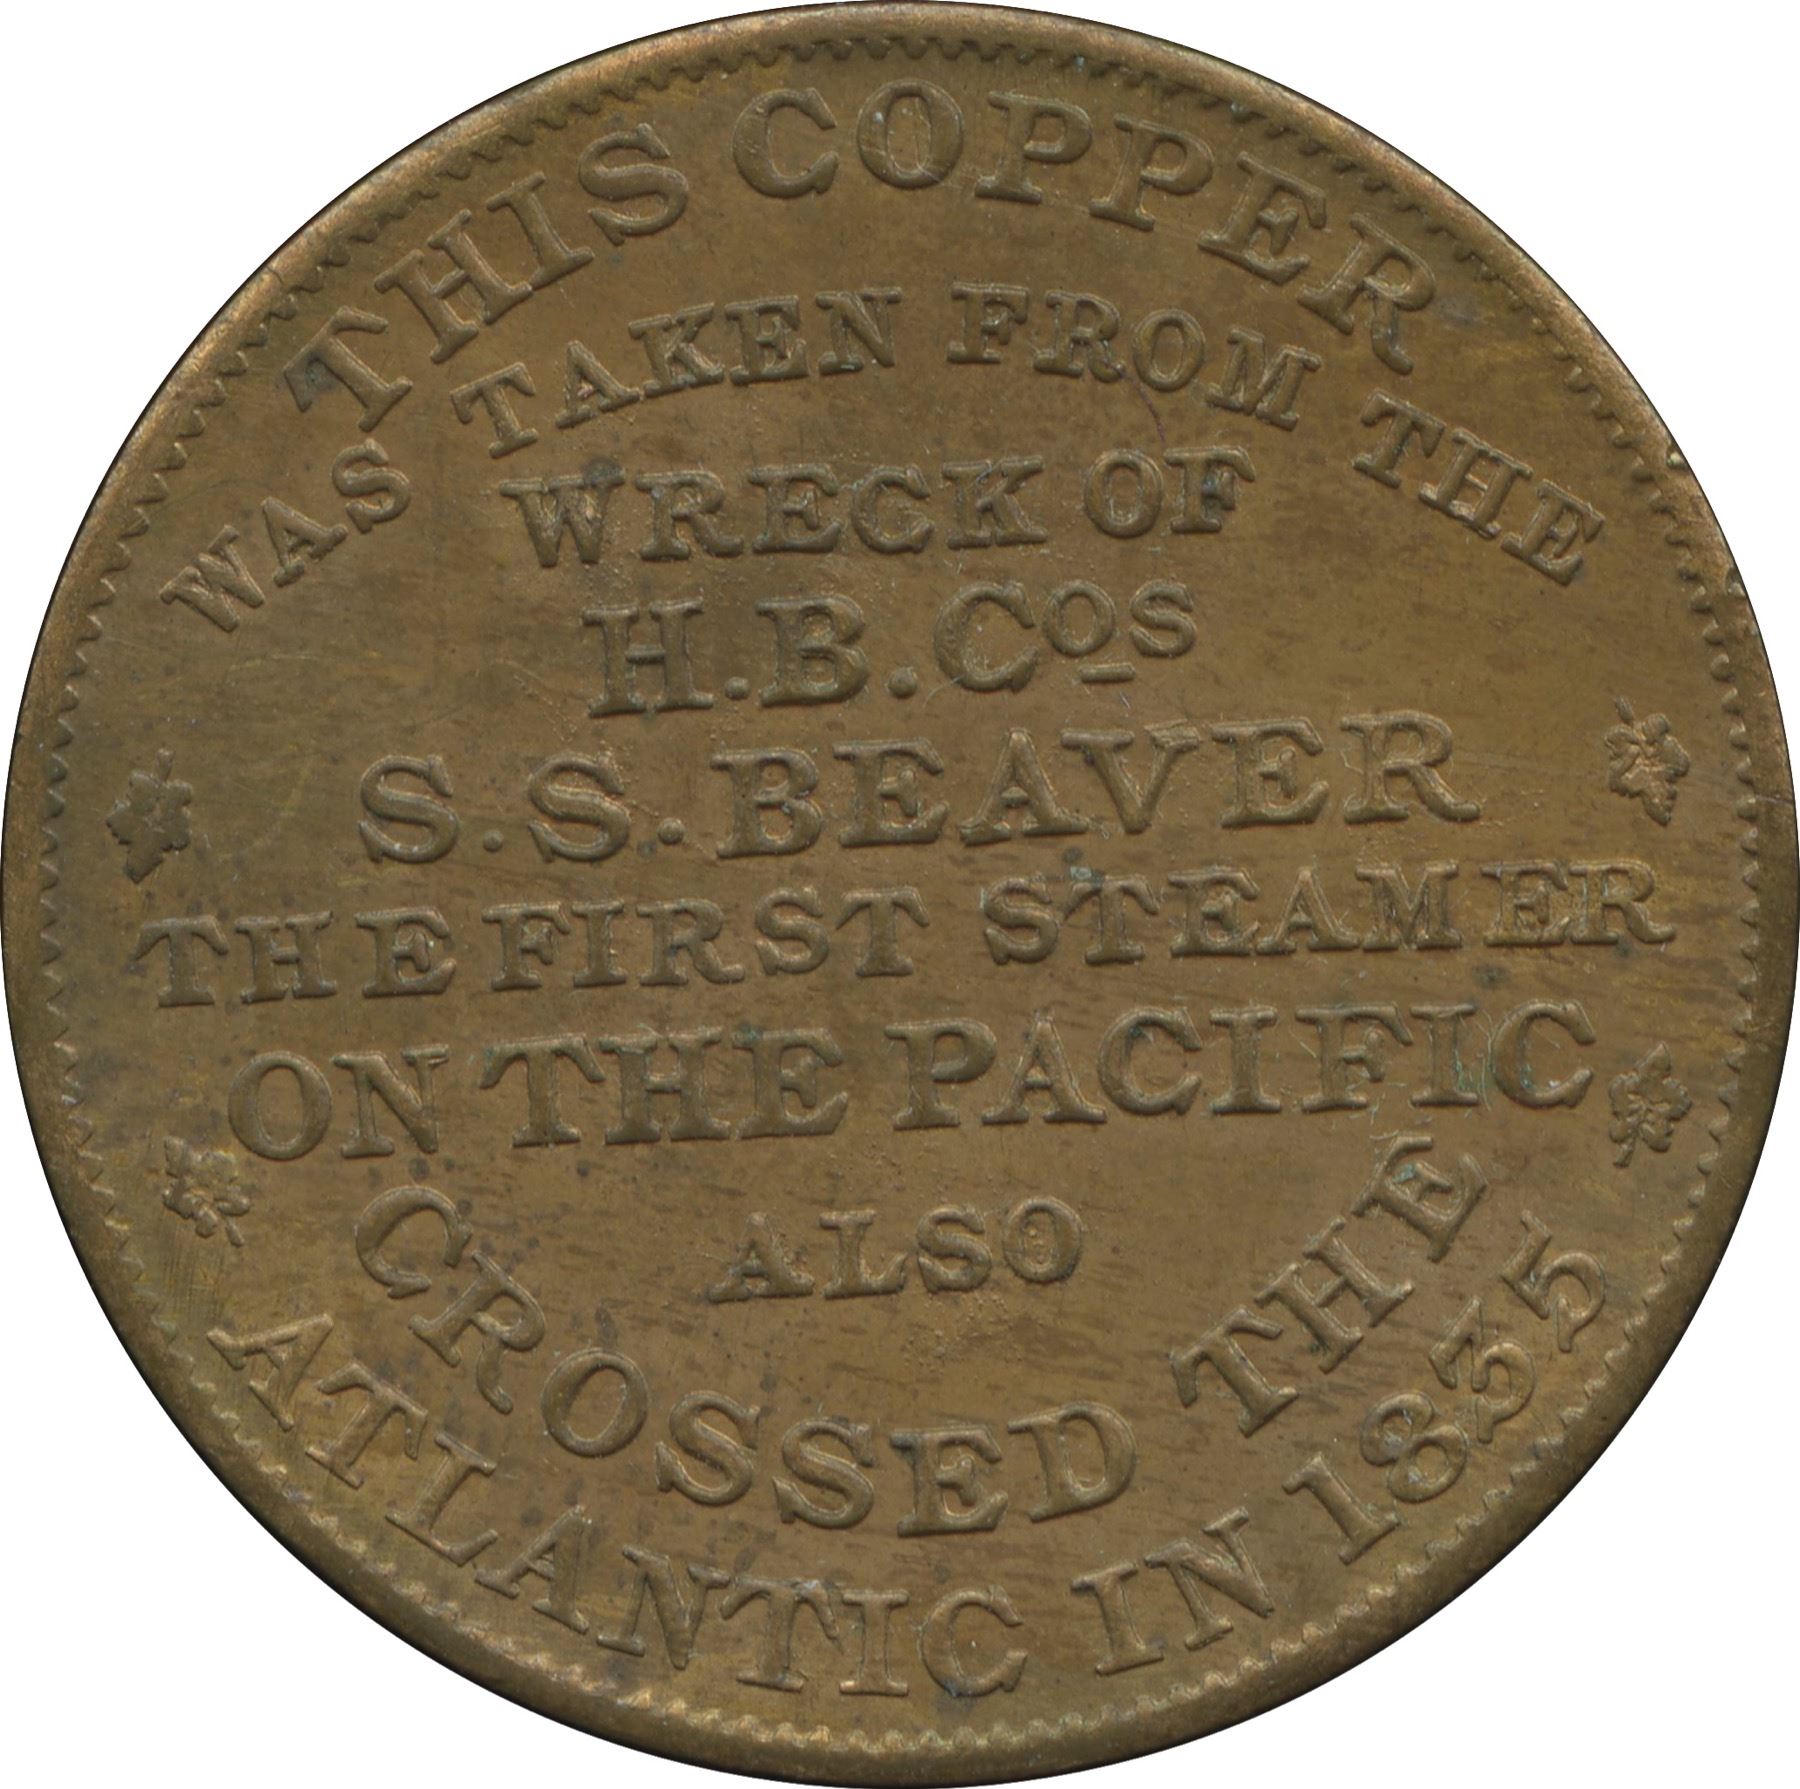 THIS COPPER
WAS TAKEN FROM THE
WRECK OF
H.B.Cos
S.S.BEAVER
THE FIRST STEAMER
ON THE PACIFIC
ALSO
CROSSED THE
ATLANTIC IN 1835